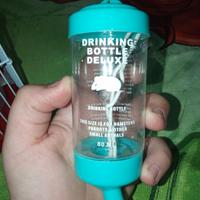 DRINKING
BOTTLE
DELUXE
DRINKING BOTTLE
THIS SIZE IS FOR HAMSTERS
PARROTS & OTHER
SMALL ANIMALS
80 ML